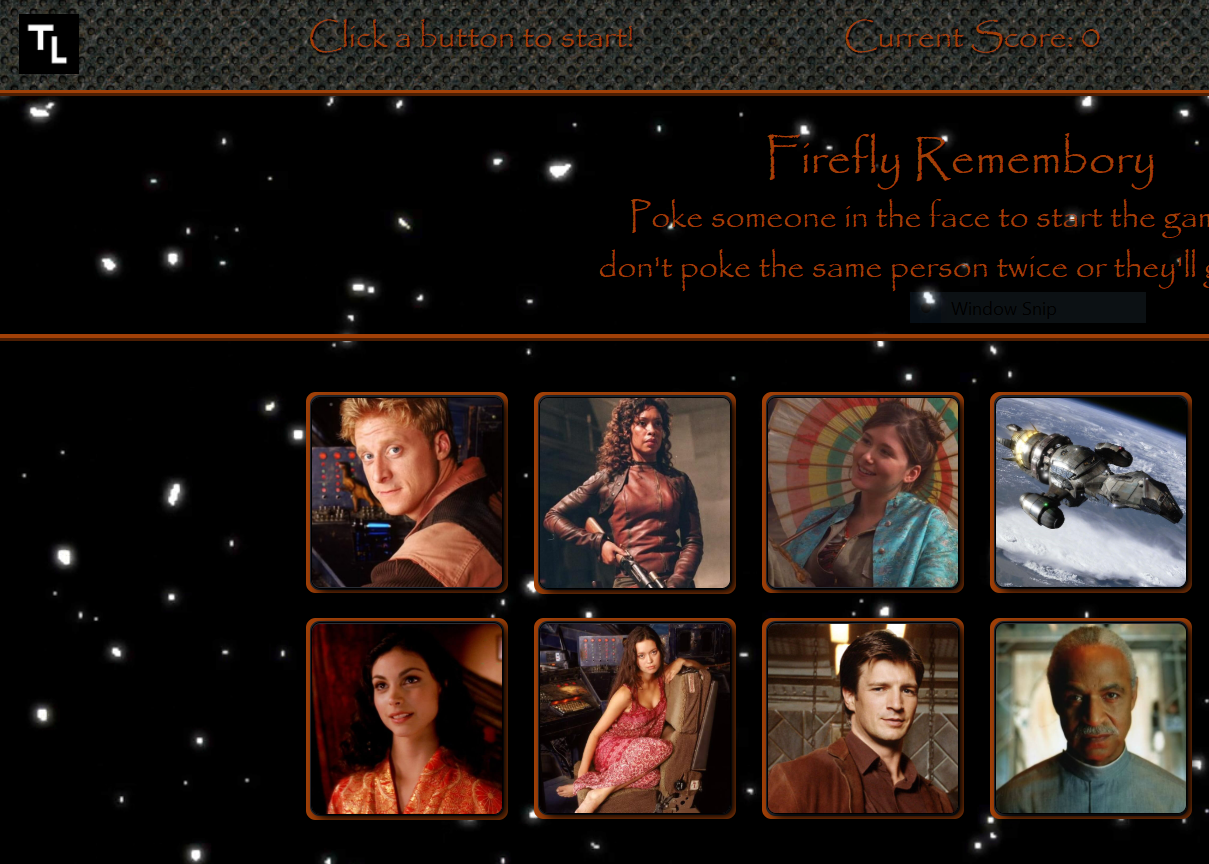 TL
Click a button to start!
Current Score: 0
Firefly Remembory
Poke someone in the face to start the gam
don't poke the same person twice or they'll g
Window Snip